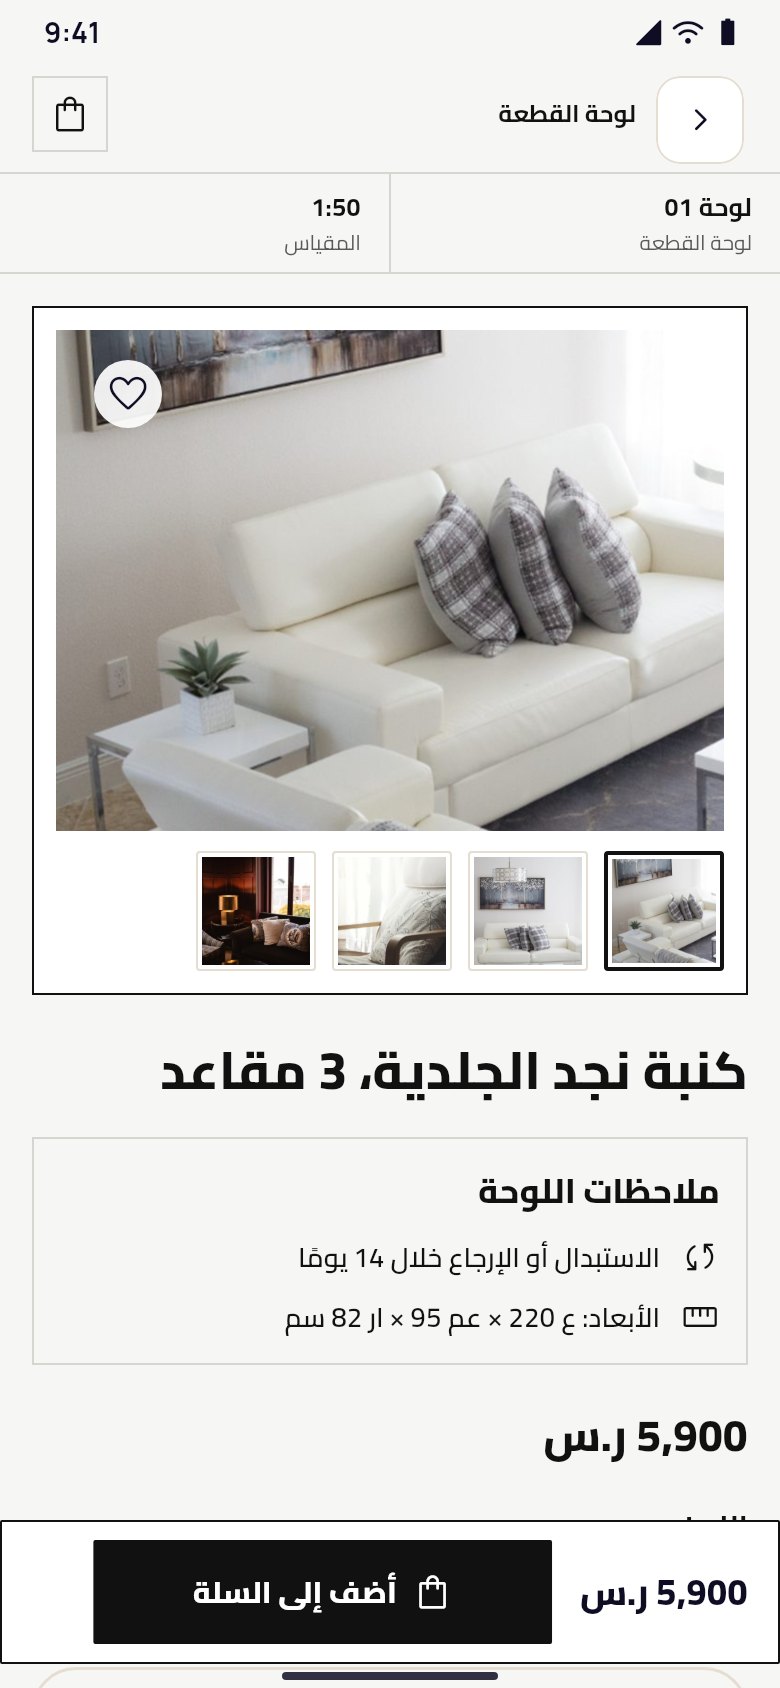 9:41
لوحة القطعة
لوحة 01
لوحة القطعة
1:50
المقياس
كنبة نجد الجلدية، 3 مقاعد
ملاحظات اللوحة
الاستبدال أو الإرجاع خلال 14 يومًا
الأبعاد: ع 220 × عم 95 × ار 82 سم
5,900 ر.س
5,900 ر.س
أضف إلى السلة